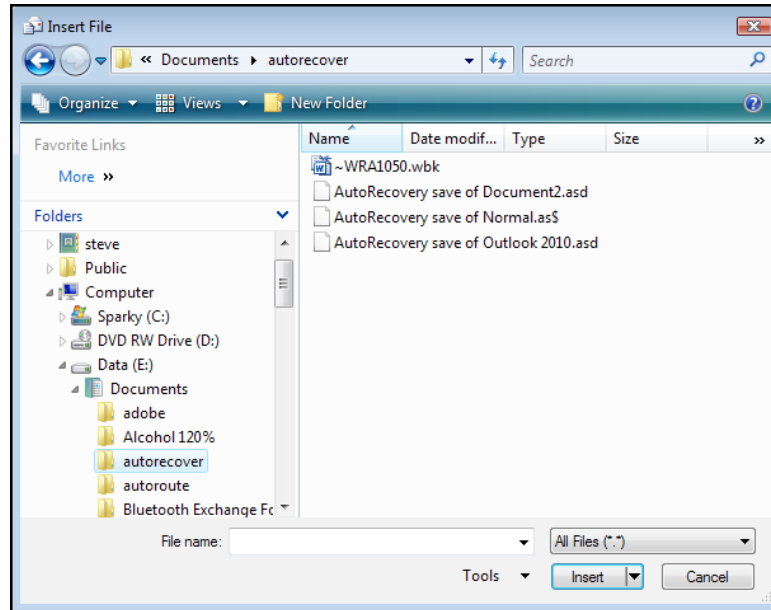 Insert File
« Documents autorecover Search
Organize Views New Folder
Favorite Links
More »
Folders
steve
Public
Computer
Sparky (C:)
DVD RW Drive (D:)
Data (E:)
Documents
adobe
Alcohol 120%
autorecover
autoroute
Bluetooth Exchange Fc
Name Date modif... Type Size »
~WRA1050.wbk
AutoRecovery save of Document2.asd
AutoRecovery save of Normal.as$
AutoRecovery save of Outlook 2010.asd
File name: All Files (*.*)
Tools Insert Cancel